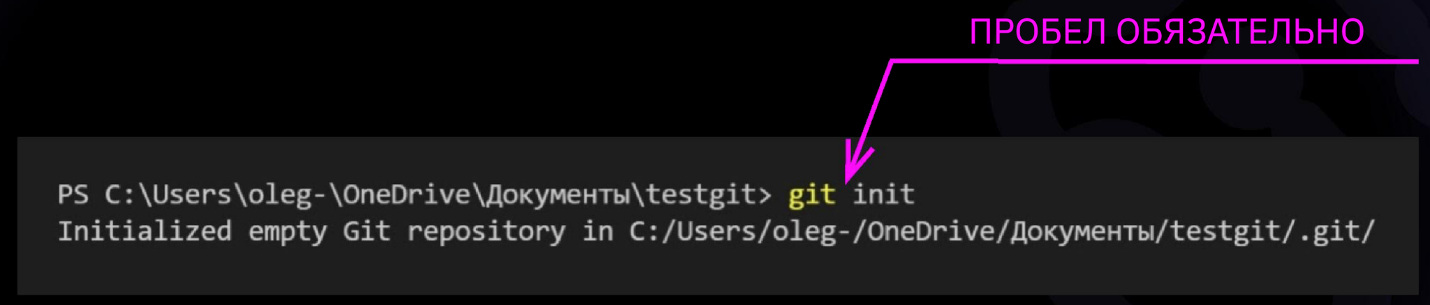 ПРОБЕЛ ОБЯЗАТЕЛЬНО
PS C:\Users\oleg-\OneDrive\Документы\testgit> git init
Initialized empty Git repository in C:/Users/oleg-/OneDrive/Документы/testgit/.git/